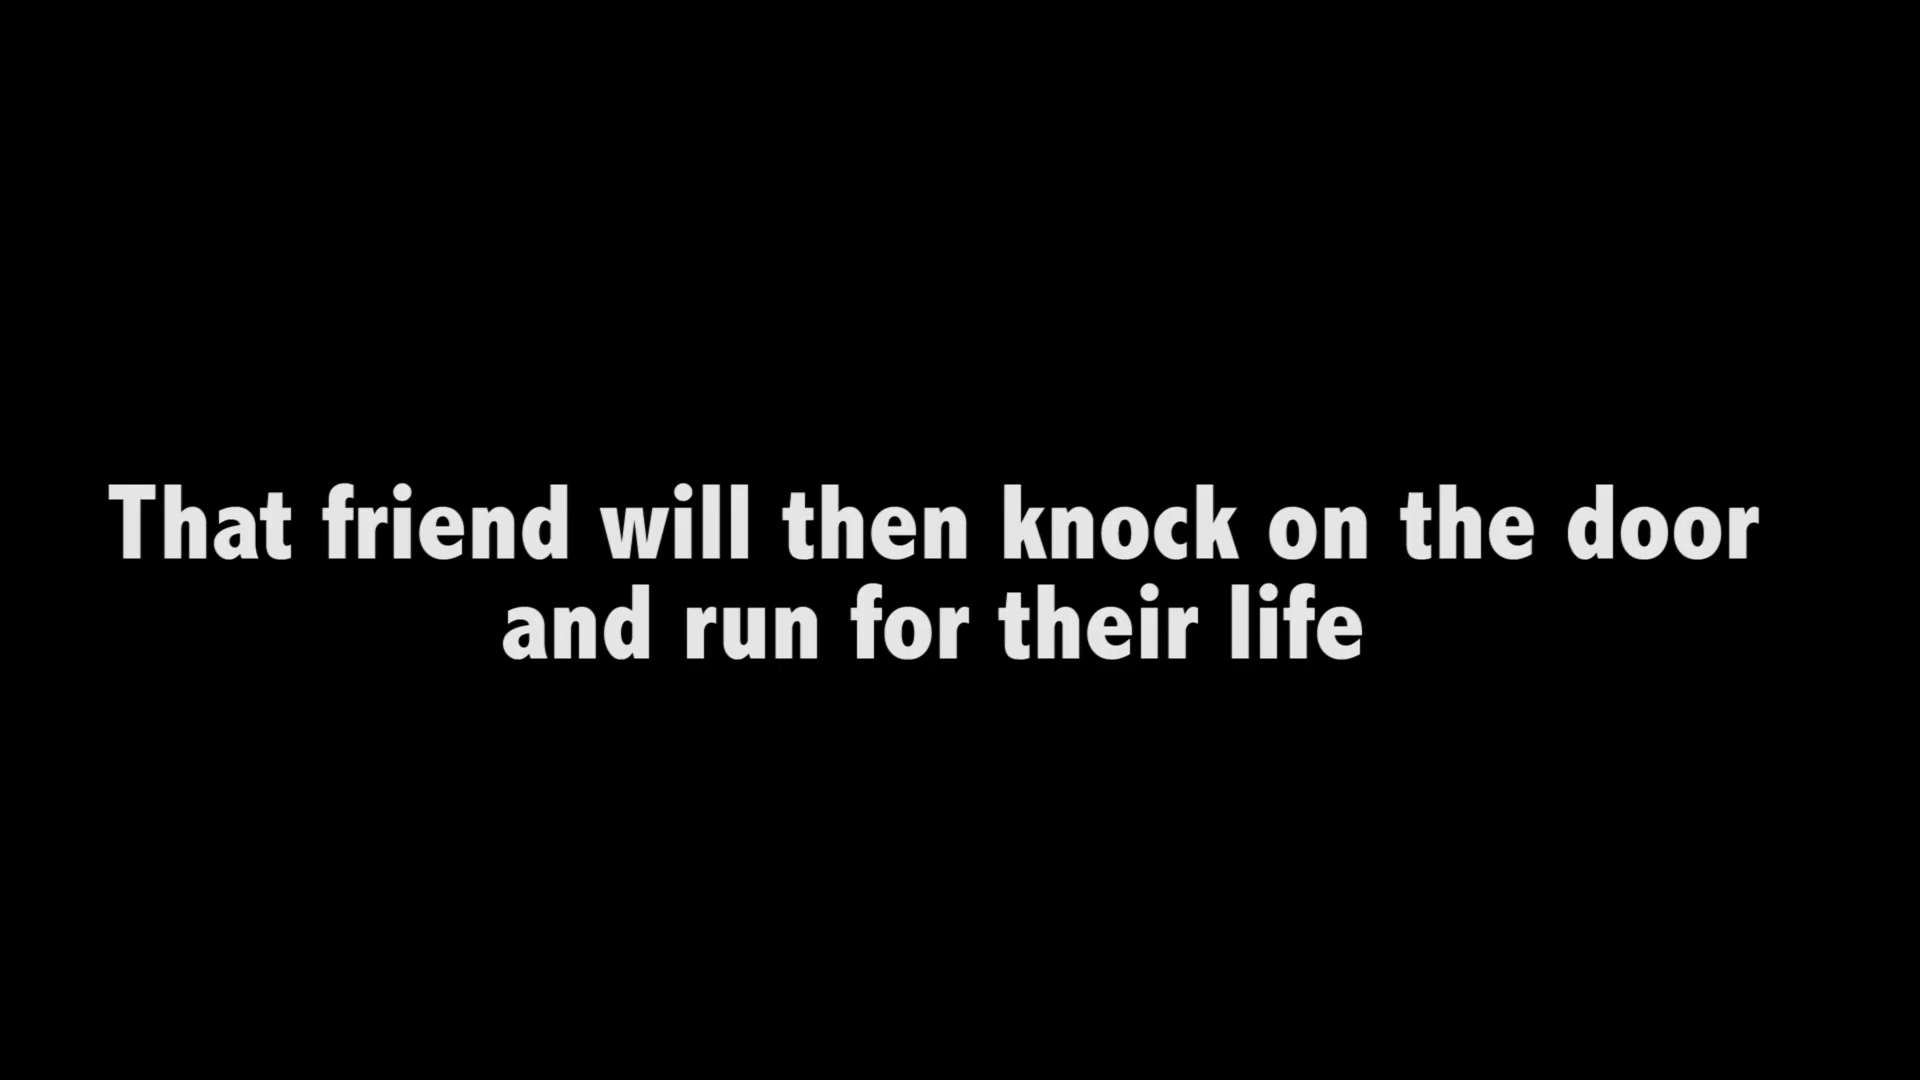 That friend will then knock on the door
and run for their life